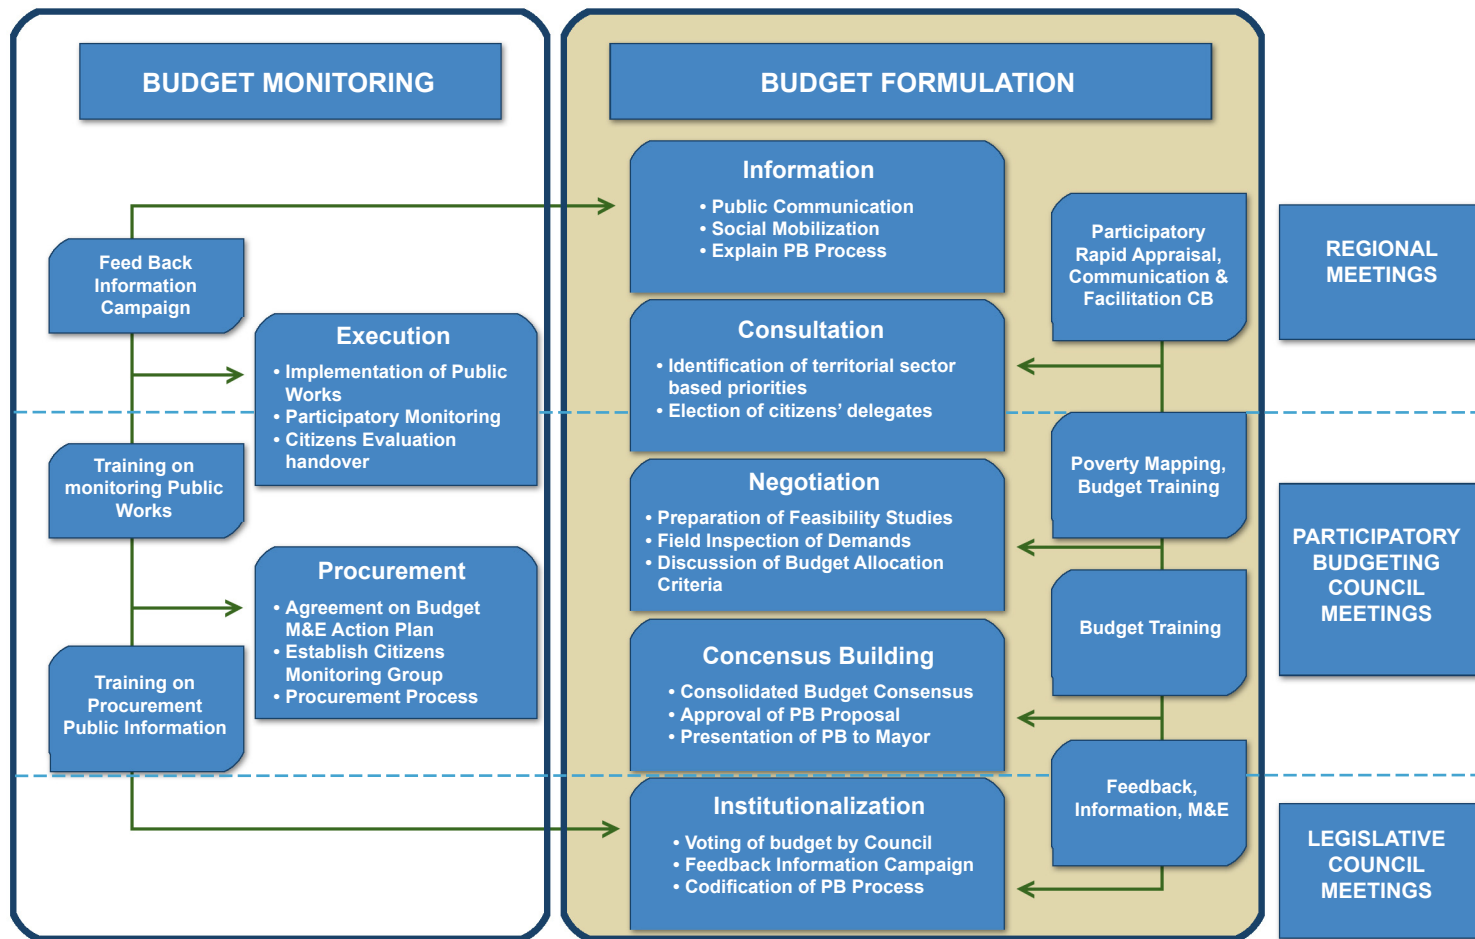 BUDGET MONITORING
Feed Back
Information
Campaign
Execution
• Implementation of Public
Works
• Participatory Monitoring
• Citizens Evaluation
handover
Training on
monitoring Public
Works
Procurement
• Agreement on Budget
M&E Action Plan
• Establish Citizens
Monitoring Group
• Procurement Process
Training on
Procurement
Public Information
BUDGET FORMULATION
Information
• Public Communication
• Social Mobilization
• Explain PB Process
Participatory
Rapid Appraisal,
Communication &
Facilitation CB
Consultation
• Identification of territorial sector
based priorities
• Election of citizens’ delegates
Poverty Mapping,
Budget Training
Negotiation
• Preparation of Feasibility Studies
• Field Inspection of Demands
• Discussion of Budget Allocation
Criteria
Budget Training
Concensus Building
• Consolidated Budget Consensus
• Approval of PB Proposal
• Presentation of PB to Mayor
Feedback,
Information, M&E
Institutionalization
• Voting of budget by Council
• Feedback Information Campaign
• Codification of PB Process
REGIONAL
MEETINGS
PARTICIPATORY
BUDGETING
COUNCIL
MEETINGS
LEGISLATIVE
COUNCIL
MEETINGS